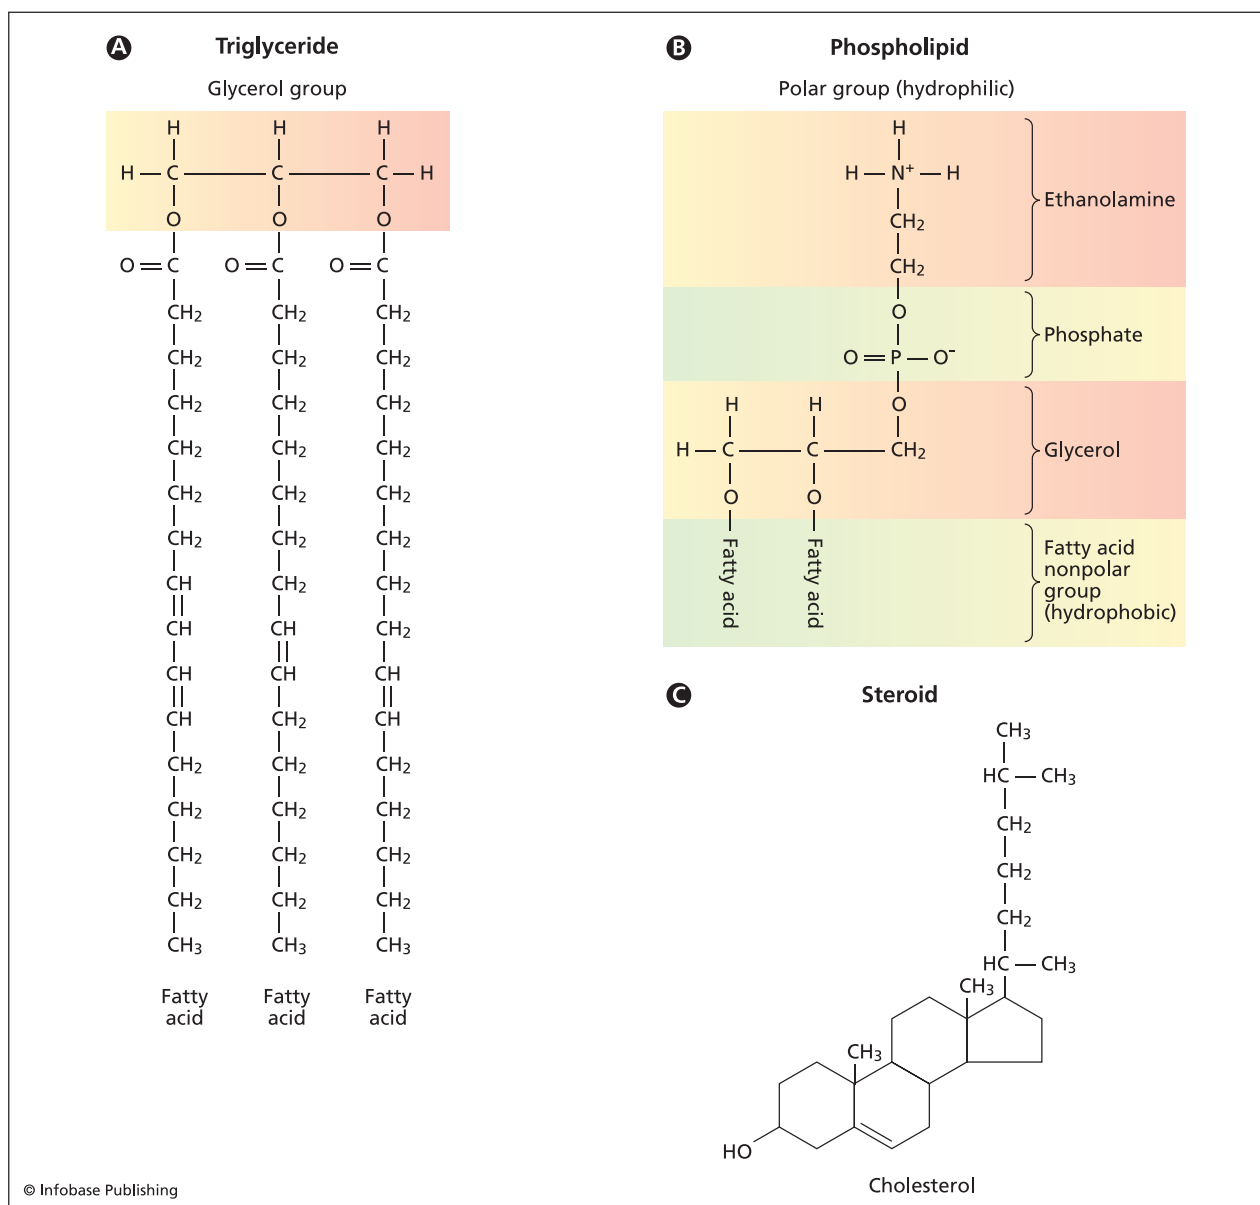 A Triglyceride
Glycerol group
H H H
H — C — C — C — H
O O O
O = C O = C O = C
CH₂ CH₂ CH₂
CH₂ CH₂ CH₂
CH₂ CH₂ CH₂
CH₂ CH₂ CH₂
CH₂ CH₂ CH₂
CH₂ CH₂ CH₂
CH CH₂ CH₂
CH CH CH₂
CH CH CH
CH CH₂ CH
CH₂ CH₂ CH₂
CH₂ CH₂ CH₂
CH₂ CH₂ CH₂
CH₂ CH₂ CH₂
CH₃ CH₃ CH₃
Fatty acid
Fatty acid
Fatty acid
B Phospholipid
Polar group (hydrophilic)
H
H — N⁺ — H
CH₂
CH₂
Ethanolamine
O
O = P — O⁻
Phosphate
O
H H
H — C — C — CH₂
O O
Glycerol
Fatty acid
Fatty acid
Fatty acid
nonpolar
group
(hydrophobic)
C Steroid
CH₃
HC — CH₃
CH₂
CH₂
CH₂
HC — CH₃
CH₃
CH₃
HO
Cholesterol
© Infobase Publishing